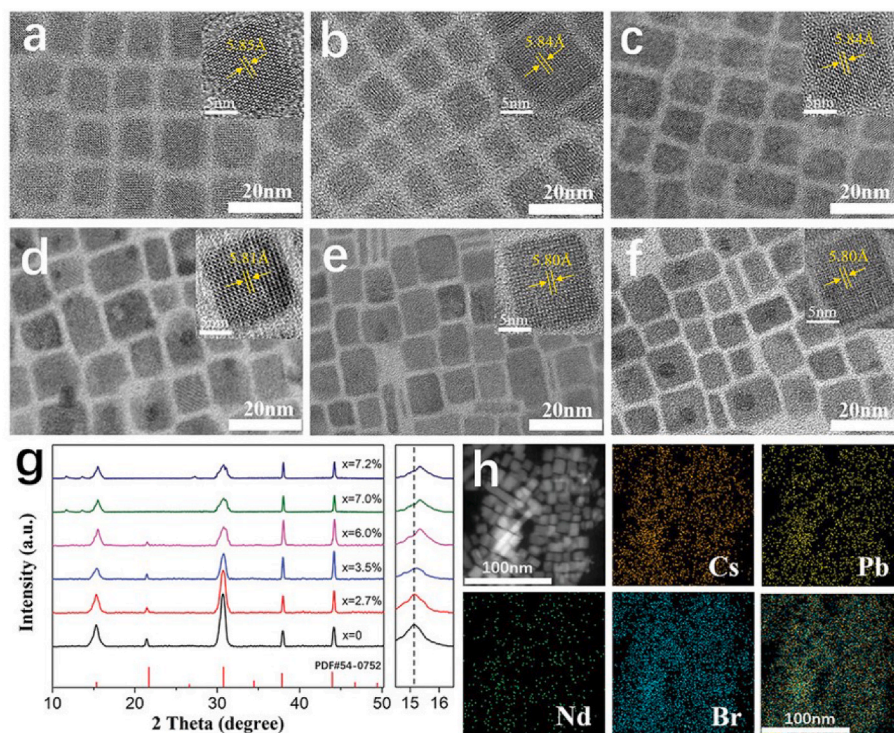 a
5.85Å
5nm
20nm
b
5.84Å
5nm
20nm
c
5.84Å
5nm
20nm
d
5.81Å
5nm
20nm
e
5.80Å
5nm
20nm
f
5.80Å
5nm
20nm
g
Intensity (a.u.)
x=7.2%
x=7.0%
x=6.0%
x=3.5%
x=2.7%
x=0
PDF#54-0752
10 20 30 40 50
15 16
2 Theta (degree)
h
100nm
Cs
Pb
Nd
Br
100nm